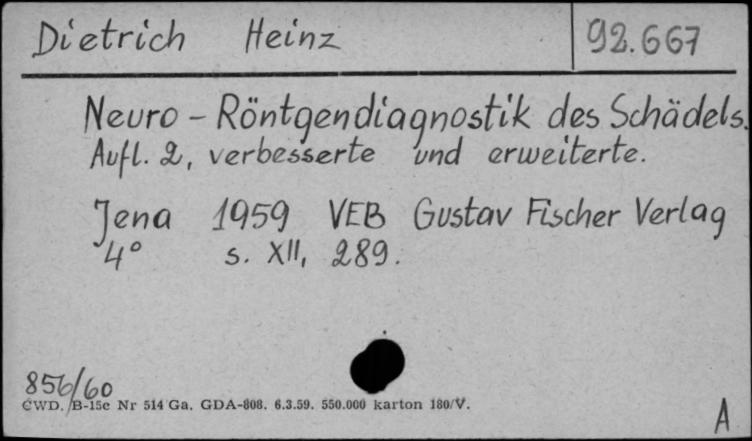 Dietrich Heinz 92.667
Neuro-Röntgendiagnostik des Schädels.
Aufl. 2, verbesserte und erweiterte.
Jena 1959 VEB Gustav Fischer Verlag
4° s. XII, 289.
856/60
CWD. B-15c Nr 514 Ga. GDA-808. 6.3.59. 550.000 karton 180/V.
A